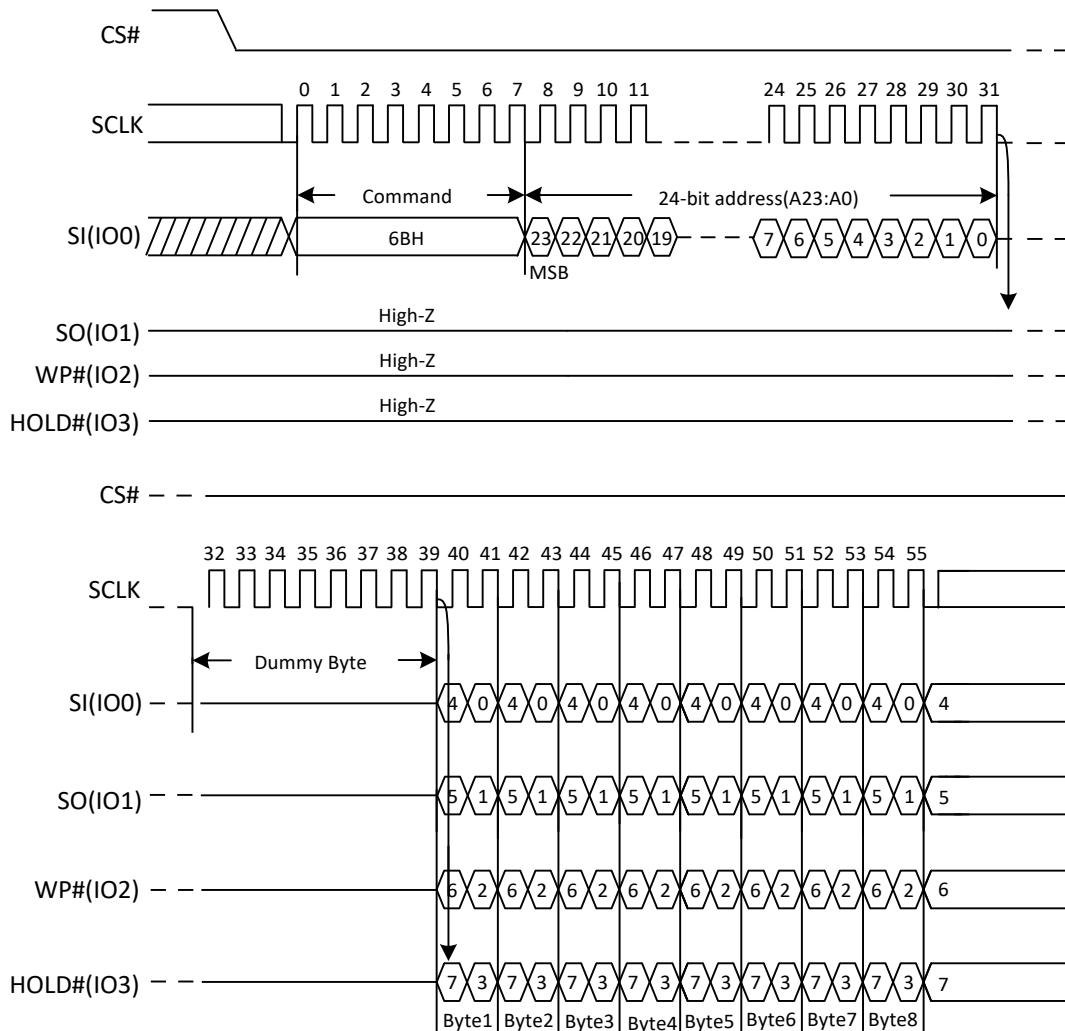 CS#
0 1 2 3 4 5 6 7 8 9 10 11 24 25 26 27 28 29 30 31
SCLK
Command 24-bit address(A23:A0)
SI(IO0) 6BH 23 22 21 20 19 7 6 5 4 3 2 1 0
MSB
High-Z
SO(IO1)
High-Z
WP#(IO2)
High-Z
HOLD#(IO3)
CS#
32 33 34 35 36 37 38 39 40 41 42 43 44 45 46 47 48 49 50 51 52 53 54 55
SCLK
Dummy Byte
SI(IO0) 4 0 4 0 4 0 4 0 4 0 4 0 4 0 4 0 4
SO(IO1) 5 1 5 1 5 1 5 1 5 1 5 1 5 1 5 1 5
WP#(IO2) 6 2 6 2 6 2 6 2 6 2 6 2 6 2 6 2 6
HOLD#(IO3) 7 3 7 3 7 3 7 3 7 3 7 3 7 3 7 3 7
Byte1 Byte2 Byte3 Byte4 Byte5 Byte6 Byte7 Byte8